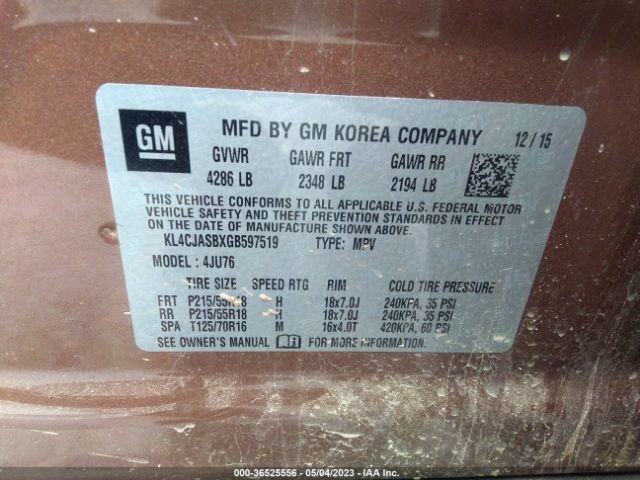 GM
MFD BY GM KOREA COMPANY 12/15
GVWR GAWR FRT GAWR RR
4286 LB 2348 LB 2194 LB
THIS VEHICLE CONFORMS TO ALL APPLICABLE U.S. FEDERAL MOTOR
VEHICLE SAFETY AND THEFT PREVENTION STANDARDS IN EFFECT
ON THE DATE OF MANUFACTURE SHOWN ABOVE.
KL4CJASBXGB597519 TYPE: MPV
MODEL: 4JU76
TIRE SIZE SPEED RTG RIM COLD TIRE PRESSURE
FRT P215/55R18 H 18x7.0J 240KPA, 35 PSI
RR P215/55R18 H 18x7.0J 240KPA, 35 PSI
SPA T125/70R16 M 16x4.0T 420KPA, 60 PSI
SEE OWNER'S MANUAL FOR MORE INFORMATION.
000-36525556 - 05/04/2023 - IAA Inc.